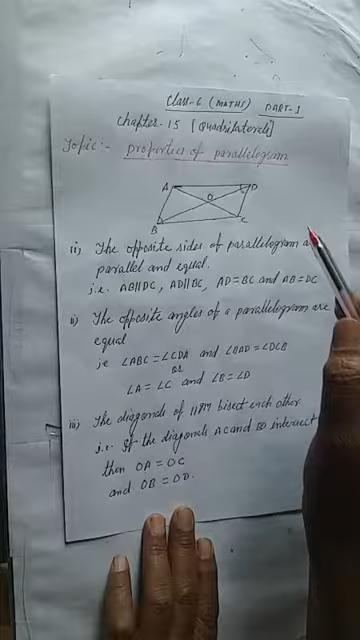 Class-6 (MATHS) PART-1
Chapter-15 [Quadrilaterals]
Topic:- properties of parallelogram
A D
O
B C
ii) The opposite sides of parallelogram
parallel and equal.
i.e. AB||DC, AD||BC, AD=BC and AB=DC
ii) The opposite angles of a parallelogram are
equal
ie ∠ABC = ∠CDA and ∠BAD = ∠DCB
or
∠A = ∠C and ∠B = ∠D
iii) The diagonals of ||gm bisect each other
i.e. If the diagonals AC and BD intersect
then OA = OC
and OB = OD.